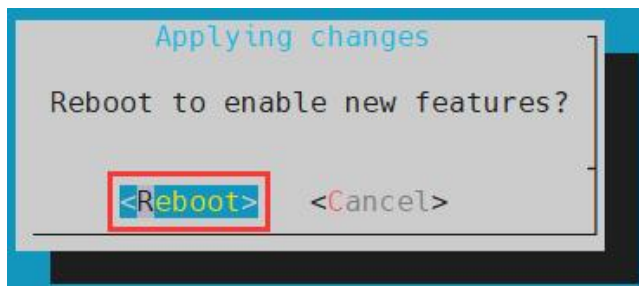 Applying changes
Reboot to enable new features?
<Reboot> <Cancel>